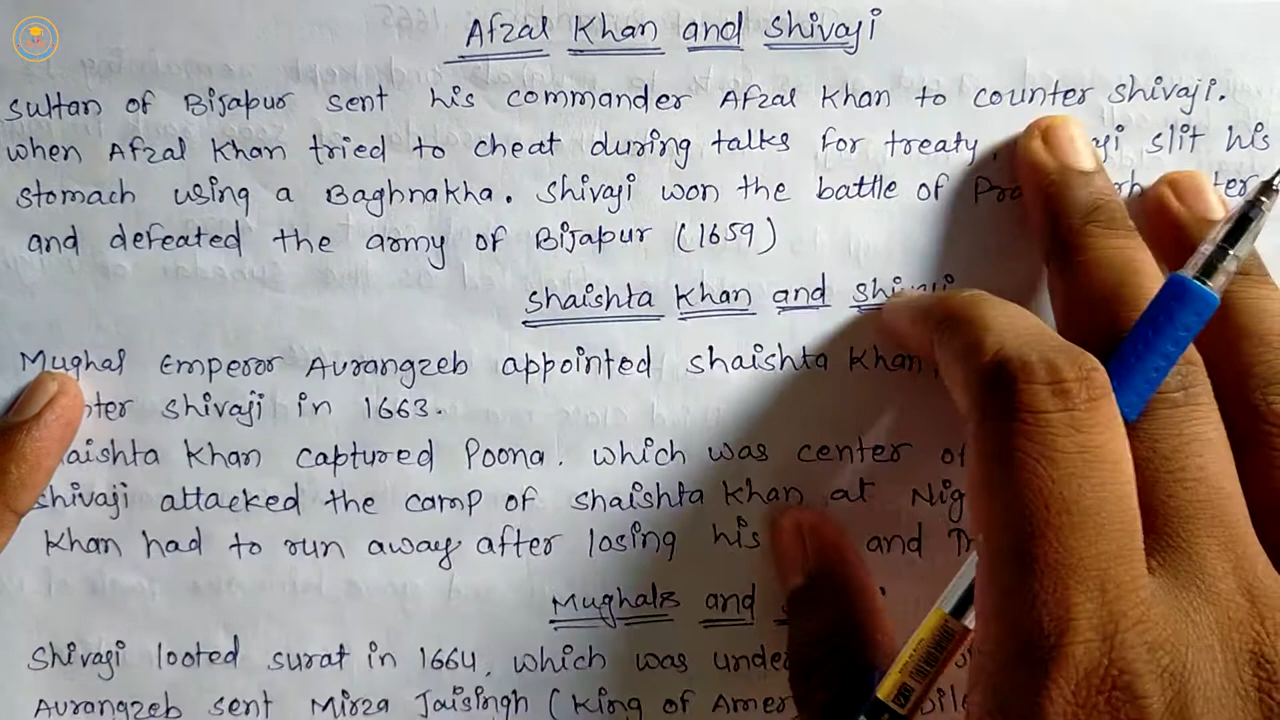 Afzal Khan and Shivaji
Sultan of Bijapur sent his commander Afzal Khan to counter Shivaji.
When Afzal Khan tried to cheat during talks for treaty, slit his
stomach using a Baghnakha. Shivaji won the battle of
and defeated the army of Bijapur (1659)
Shaishta Khan and
Mughal Emperor Aurangzeb appointed Shaishta Khan,
Shivaji in 1663.
Khan captured Poona. which was center of
Shivaji attacked the camp of Shaishta Khan at
Khan had to run away after losing his and
Mughals and
Shivaji looted surat in 1664, which was under
Aurangzeb sent Mirza Jaisingh (King of Amer